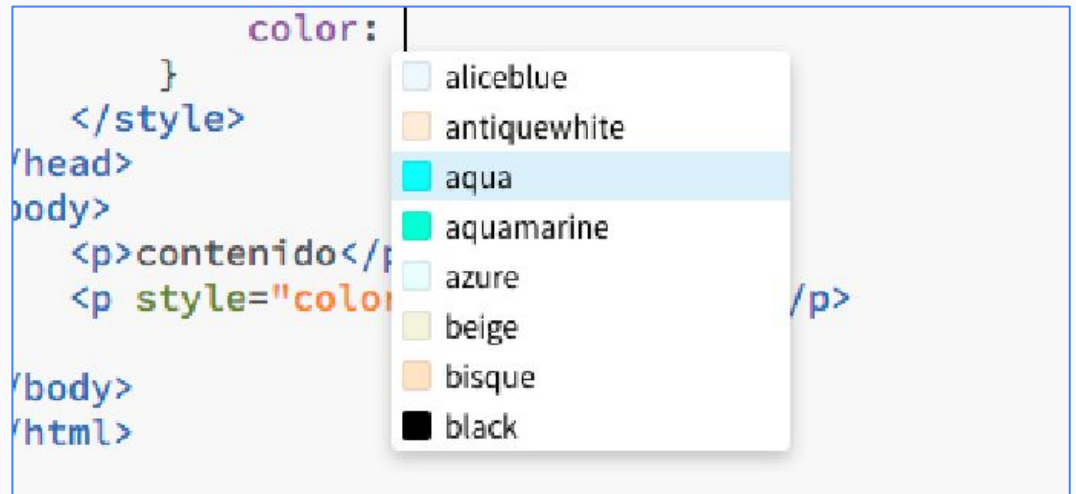 color:
}
</style>
/head>
body>
<p>contenido</p
<p style="color /p>
/body>
/html>
aliceblue
antiquewhite
aqua
aquamarine
azure
beige
bisque
black